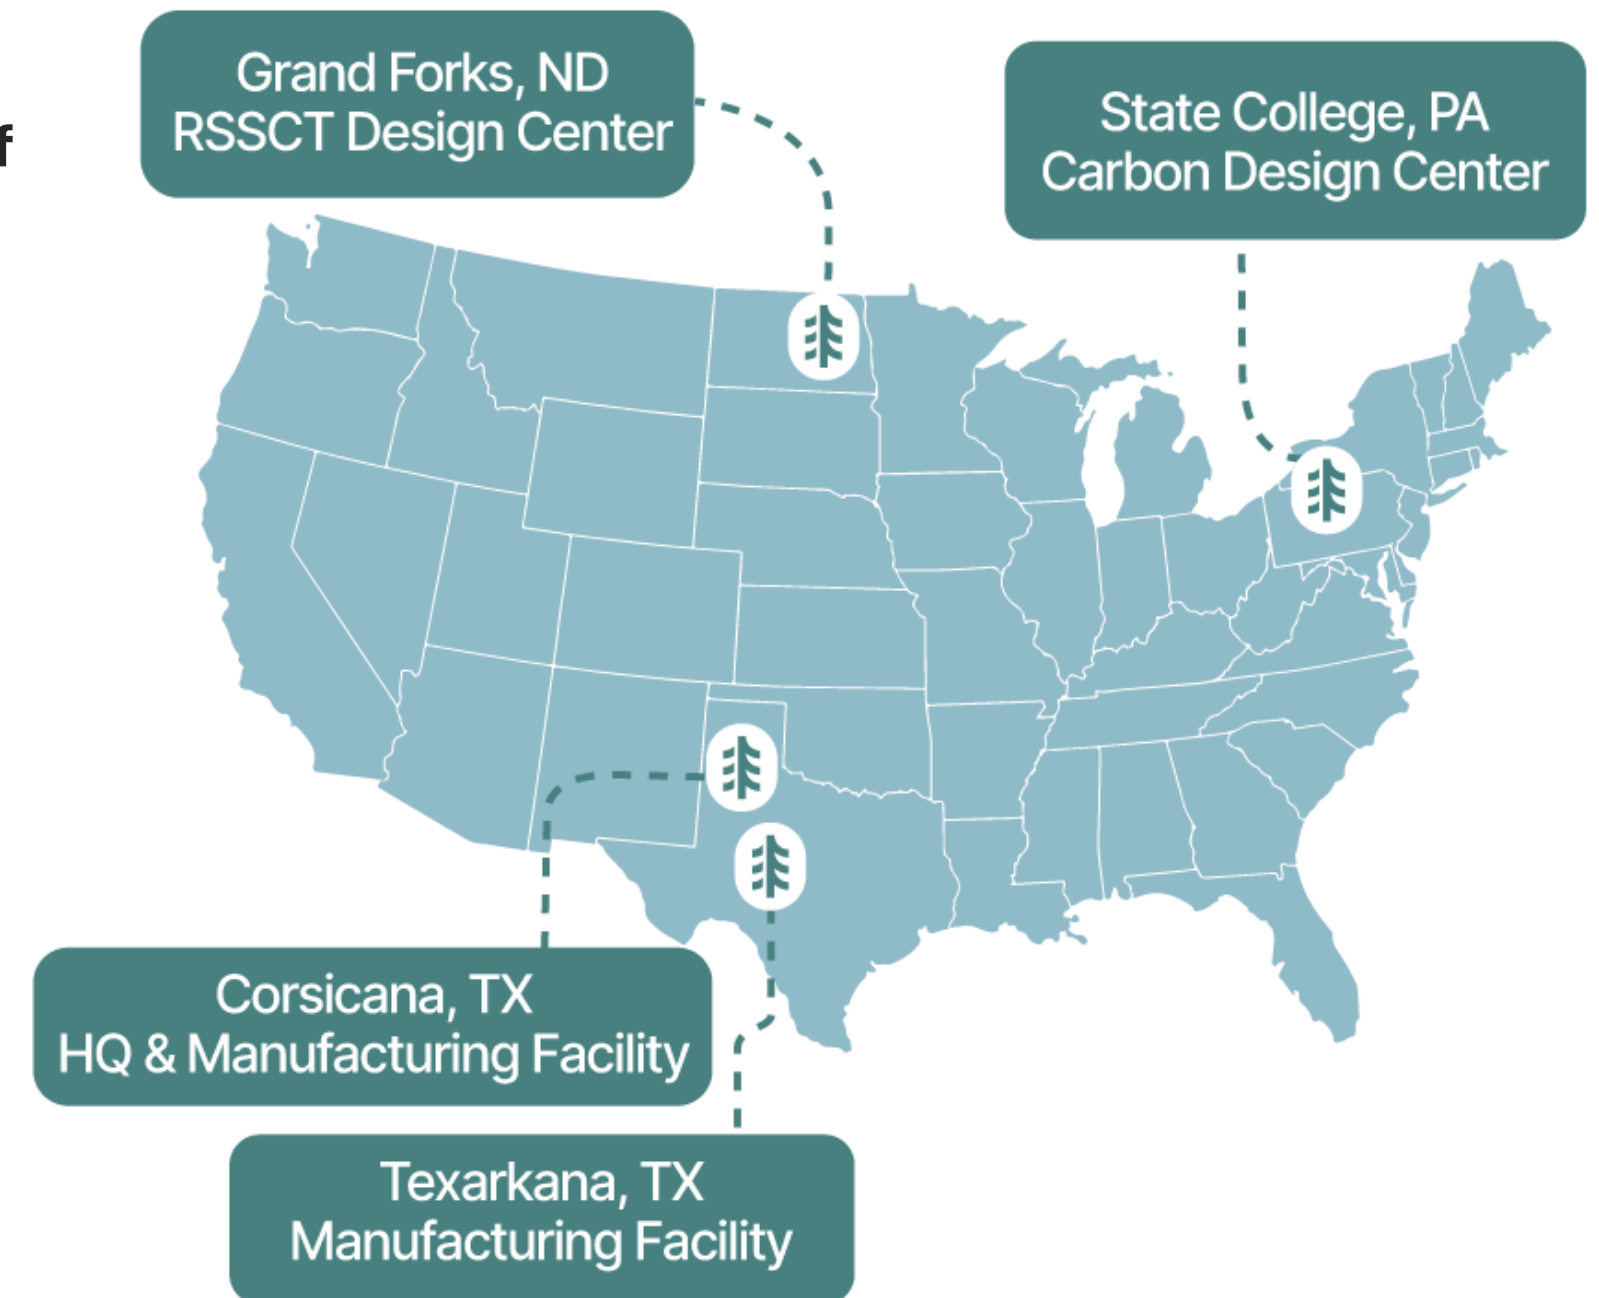 f
Grand Forks, ND
RSSCT Design Center
State College, PA
Carbon Design Center
Corsicana, TX
HQ & Manufacturing Facility
Texarkana, TX
Manufacturing Facility